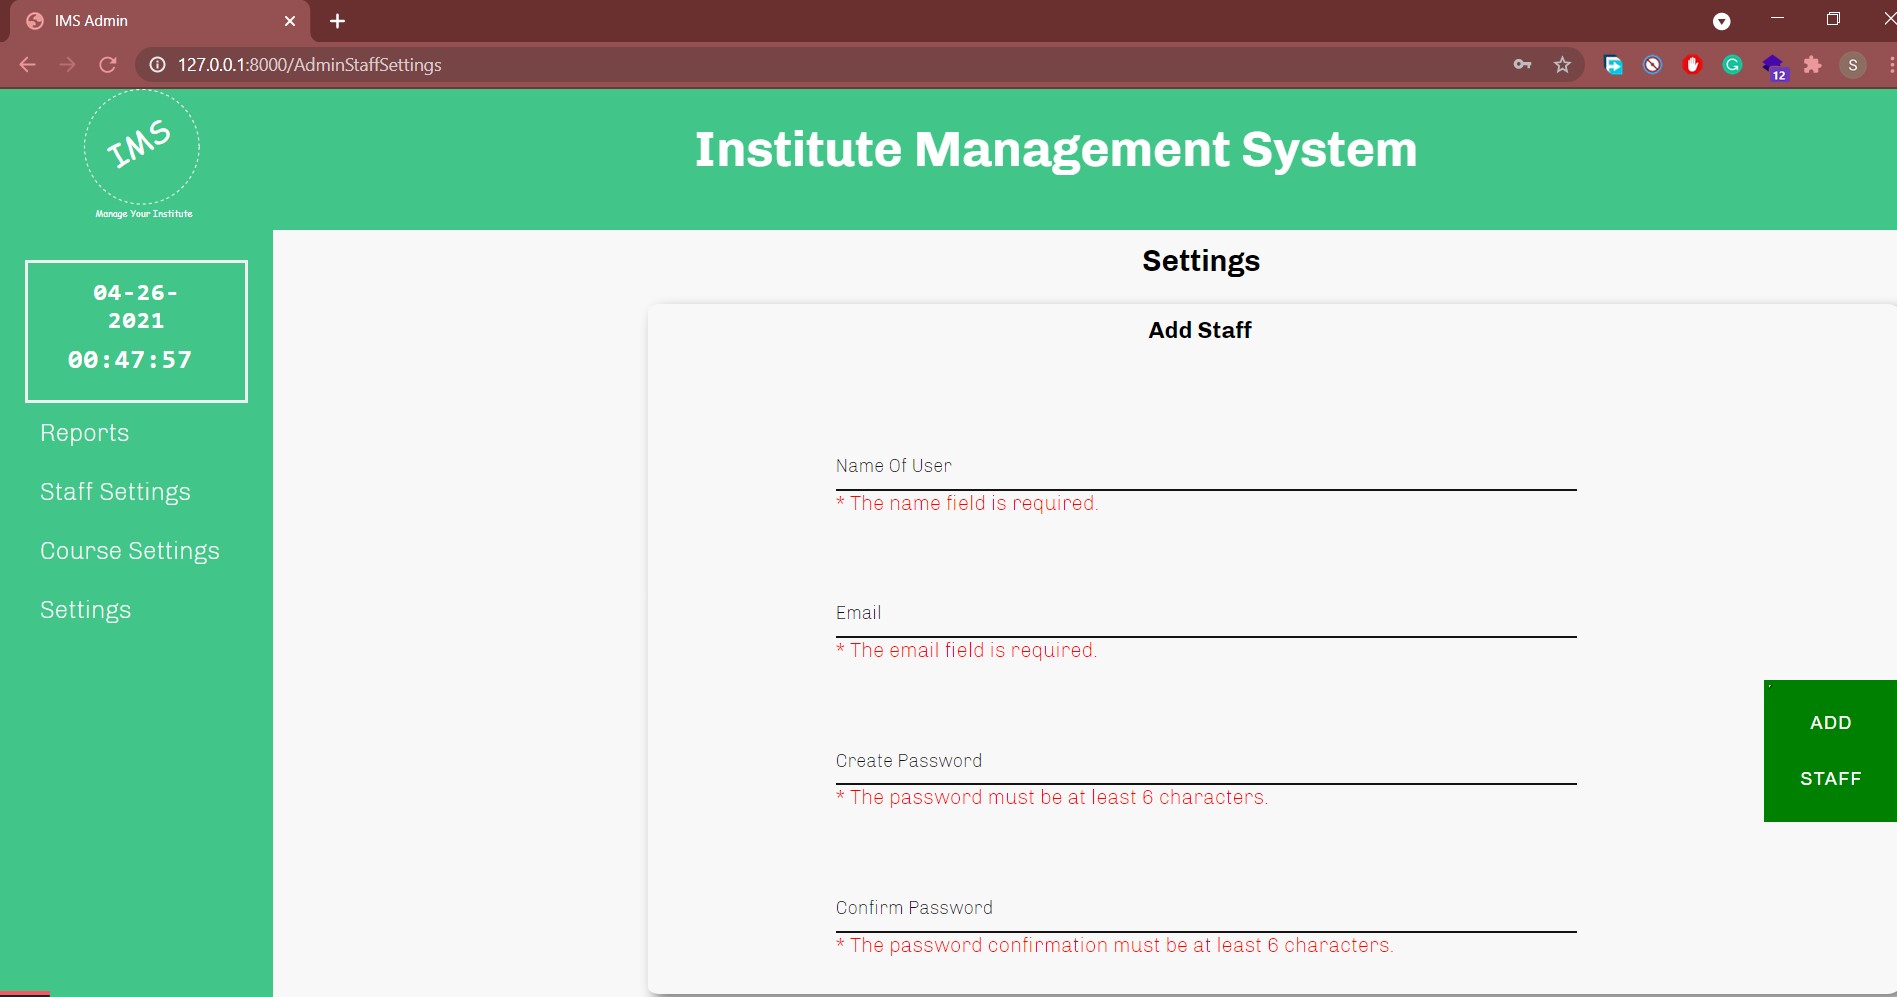 IMS Admin
127.0.0.1:8000/AdminStaffSettings
S
12
IMS
Manage Your Institute
Institute Management System
04-26-
2021
00:47:57
Reports
Staff Settings
Course Settings
Settings
Settings
Add Staff
Name Of User
* The name field is required.
Email
* The email field is required.
Create Password
* The password must be at least 6 characters.
Confirm Password
* The password confirmation must be at least 6 characters.
ADD
STAFF